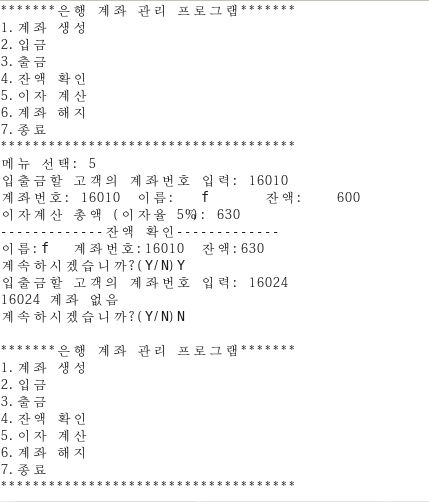 *******은행 계좌 관리 프로그램*******
1.계좌 생성
2.입금
3.출금
4.잔액 확인
5.이자 계산
6.계좌 해지
7.종료
*************************************
메뉴 선택: 5
입출금할 고객의 계좌번호 입력: 16010
계좌번호: 16010 이름: f 잔액: 600
이자계산 총액 (이자율 5%): 630
-------------잔액 확인-------------
이름:f 계좌번호:16010 잔액:630
계속하시겠습니까?(Y/N)Y
입출금할 고객의 계좌번호 입력: 16024
16024 계좌 없음
계속하시겠습니까?(Y/N)N
*******은행 계좌 관리 프로그램*******
1.계좌 생성
2.입금
3.출금
4.잔액 확인
5.이자 계산
6.계좌 해지
7.종료
*************************************